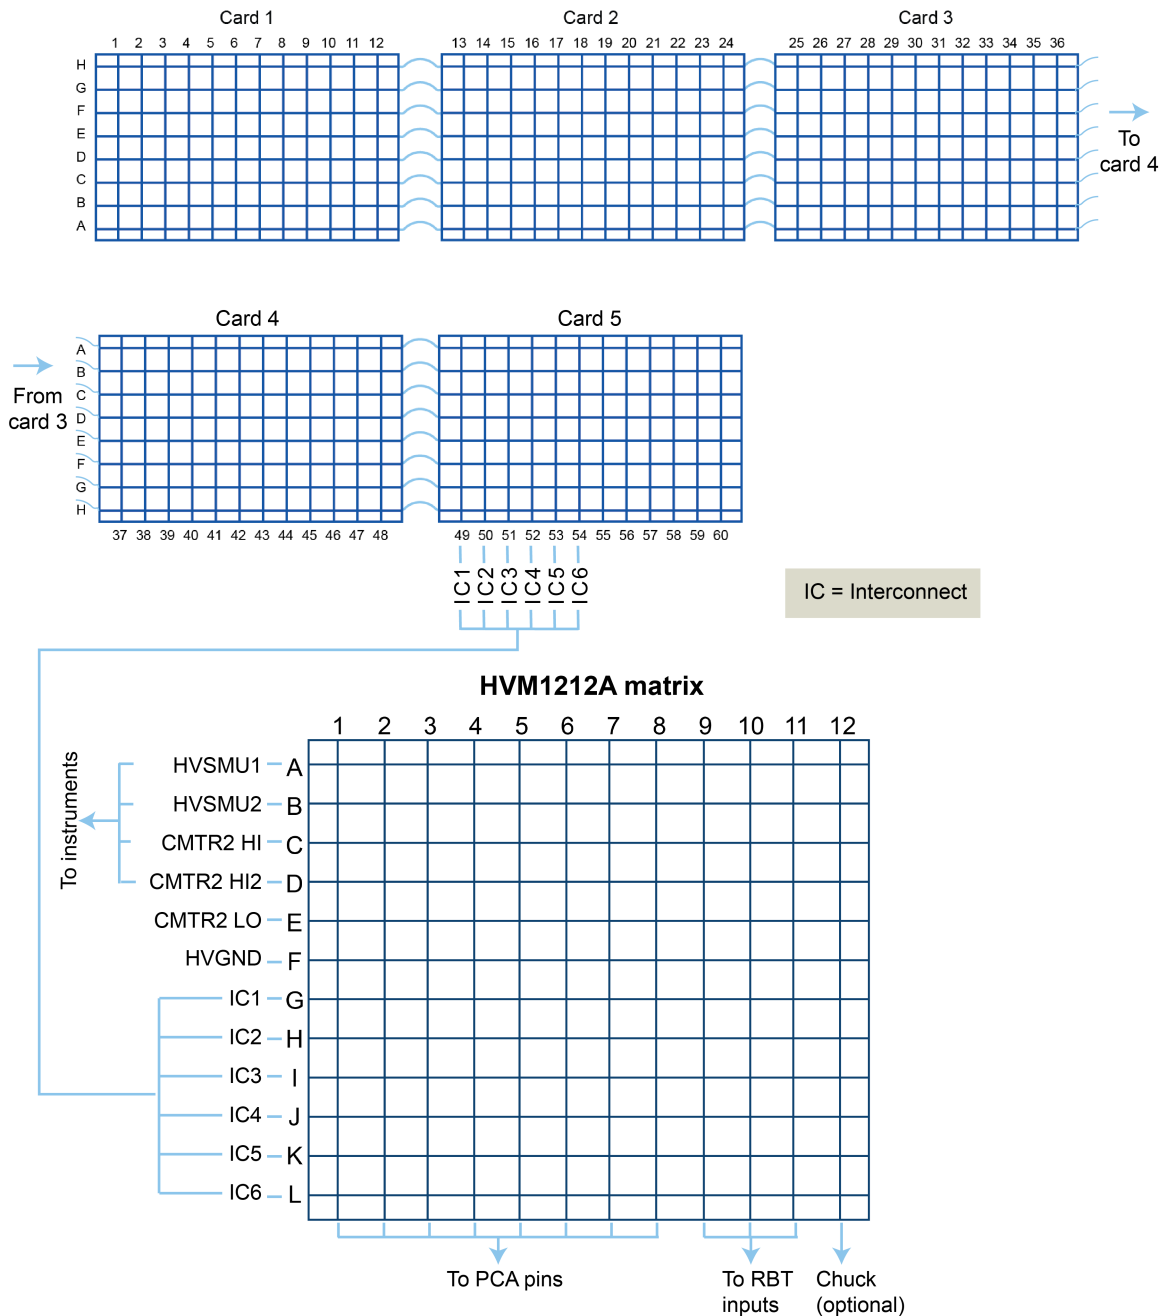 Card 1
Card 2
Card 3
1 2 3 4 5 6 7 8 9 10 11 12
13 14 15 16 17 18 19 20 21 22 23 24
25 26 27 28 29 30 31 32 33 34 35 36
H
G
F
E
D
C
B
A
To
card 4
Card 4
Card 5
From
card 3
A
B
C
D
E
F
G
H
37 38 39 40 41 42 43 44 45 46 47 48
49 50 51 52 53 54 55 56 57 58 59 60
IC1
IC2
IC3
IC4
IC5
IC6
IC = Interconnect
HVM1212A matrix
1 2 3 4 5 6 7 8 9 10 11 12
To instruments
HVSMU1 A
HVSMU2 B
CMTR2 HI C
CMTR2 HI2 D
CMTR2 LO E
HVGND F
IC1 G
IC2 H
IC3 I
IC4 J
IC5 K
IC6 L
To PCA pins
To RBT
inputs
Chuck
(optional)